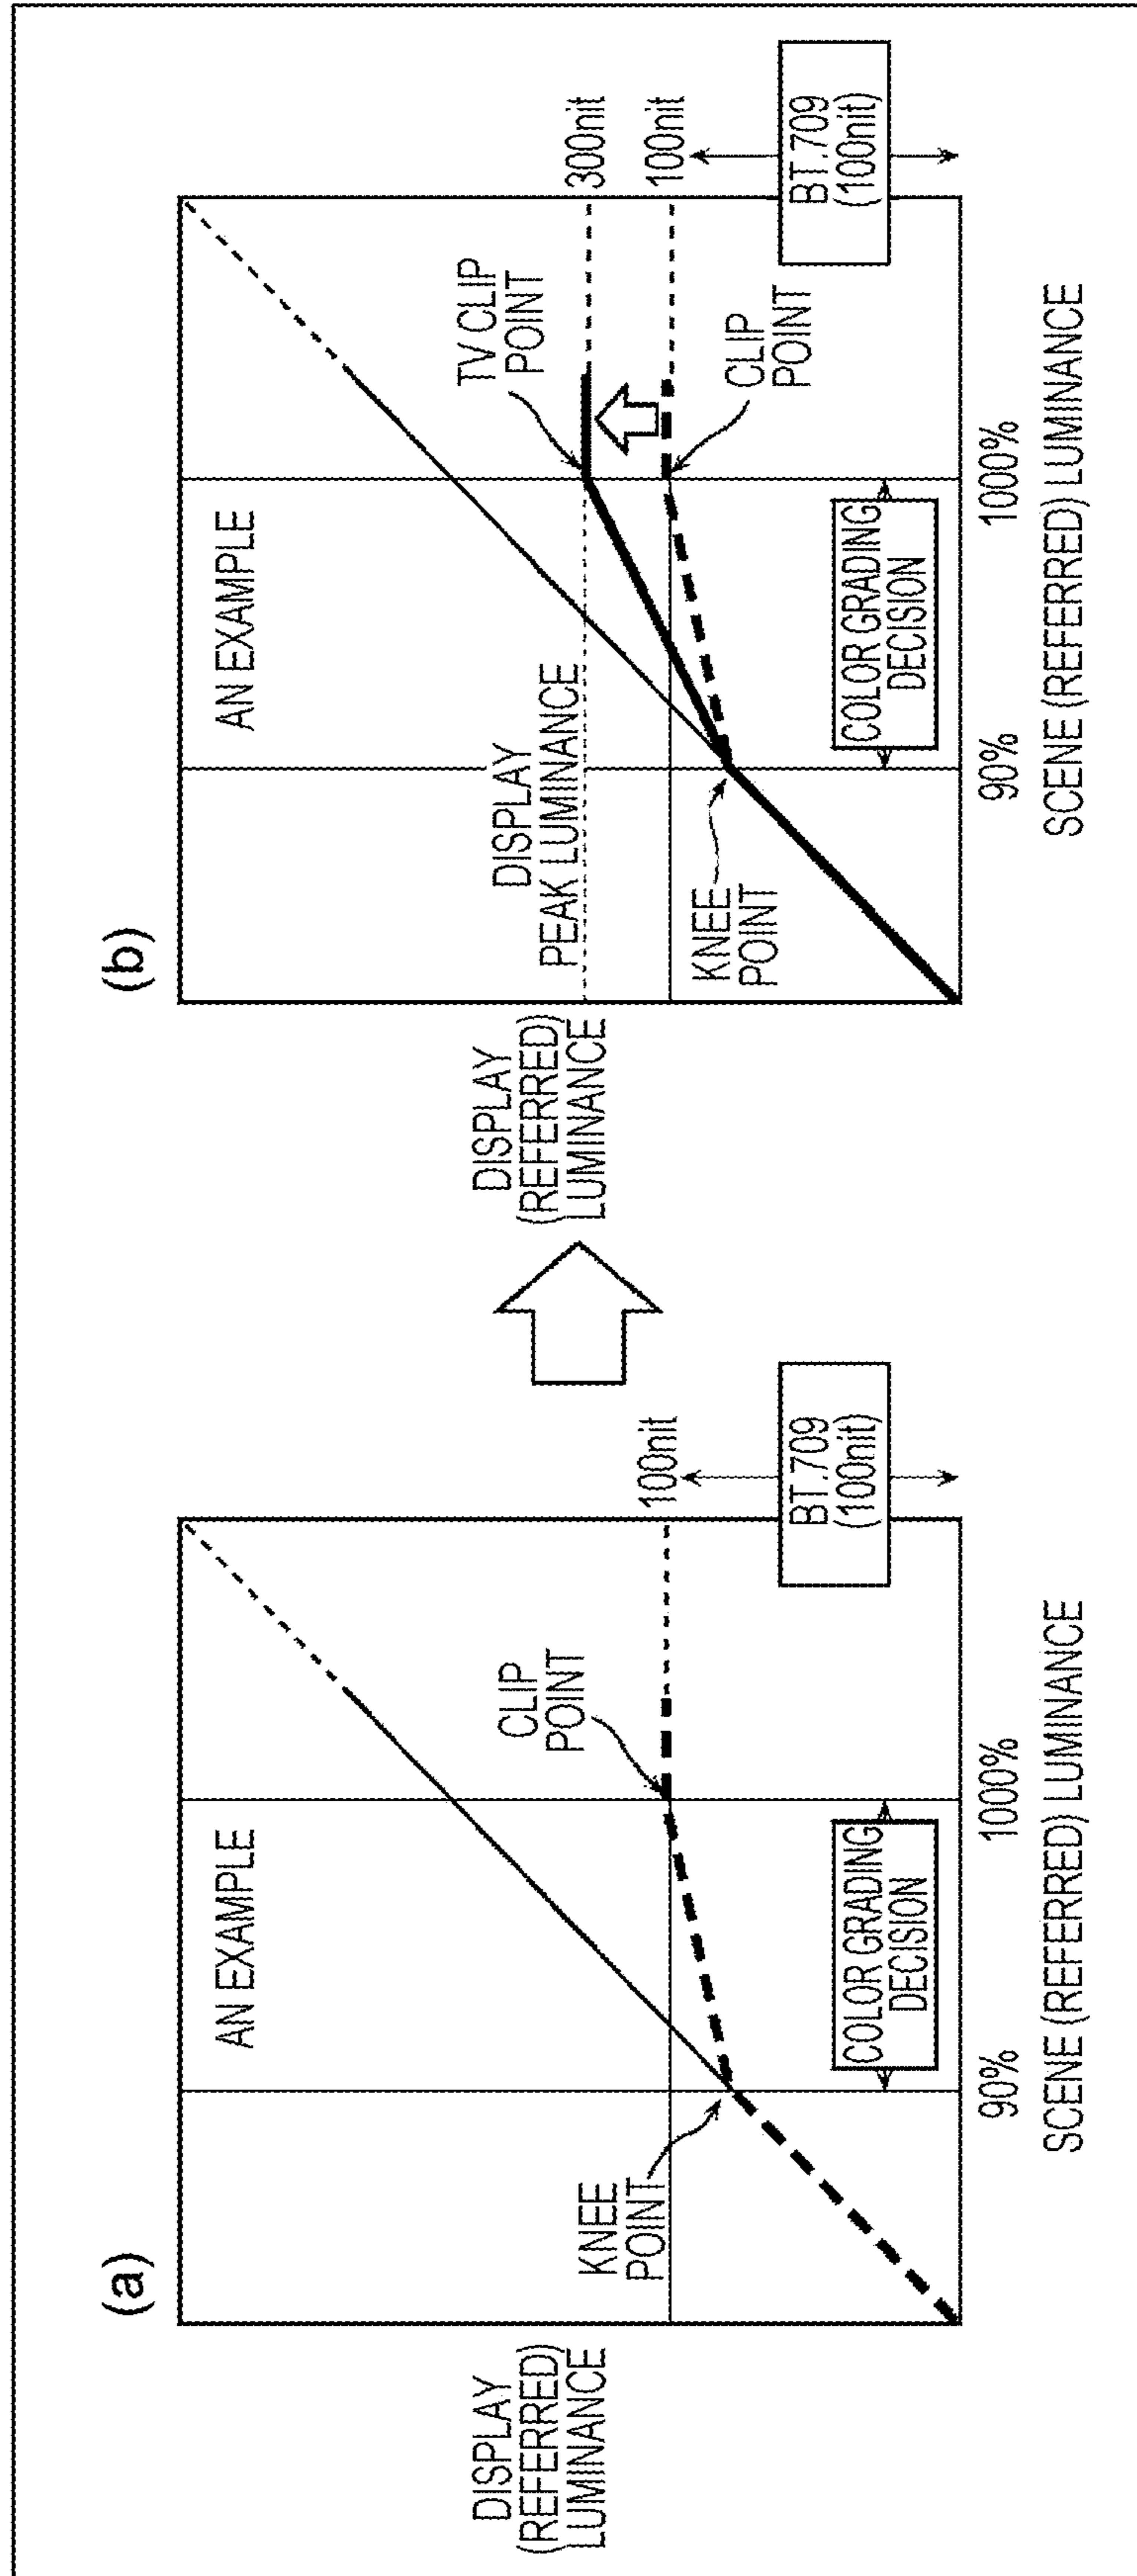 (a)
AN EXAMPLE
DISPLAY
(REFERRED)
LUMINANCE
KNEE
POINT
CLIP
POINT
100nit
BT.709
(100nit)
COLOR GRADING
DECISION
90%
1000%
SCENE (REFERRED) LUMINANCE
(b)
AN EXAMPLE
DISPLAY
(REFERRED)
LUMINANCE
DISPLAY
PEAK LUMINANCE
KNEE
POINT
TV CLIP
POINT
CLIP
POINT
300nit
100nit
BT.709
(100nit)
COLOR GRADING
DECISION
90%
1000%
SCENE (REFERRED) LUMINANCE